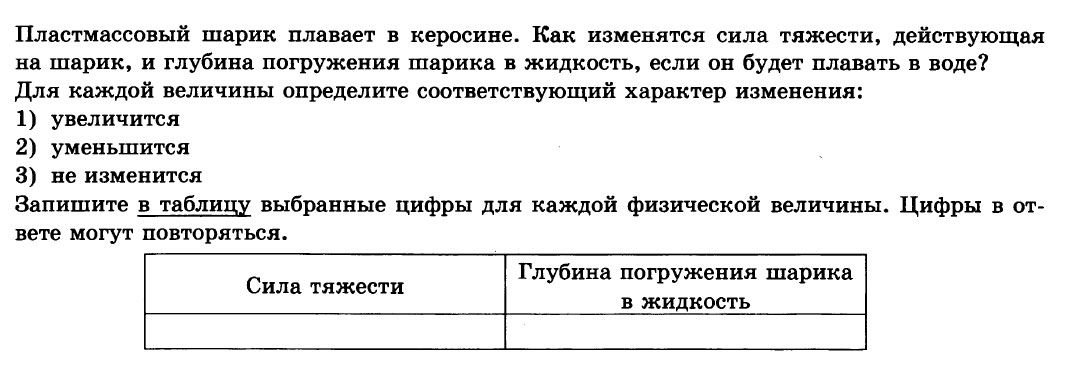 Пластмассовый шарик плавает в керосине. Как изменятся сила тяжести, действующая
на шарик, и глубина погружения шарика в жидкость, если он будет плавать в воде?
Для каждой величины определите соответствующий характер изменения:
1) увеличится
2) уменьшится
3) не изменится
Запишите в таблицу выбранные цифры для каждой физической величины. Цифры в от-
вете могут повторяться.
Сила тяжести
Глубина погружения шарика
в жидкость